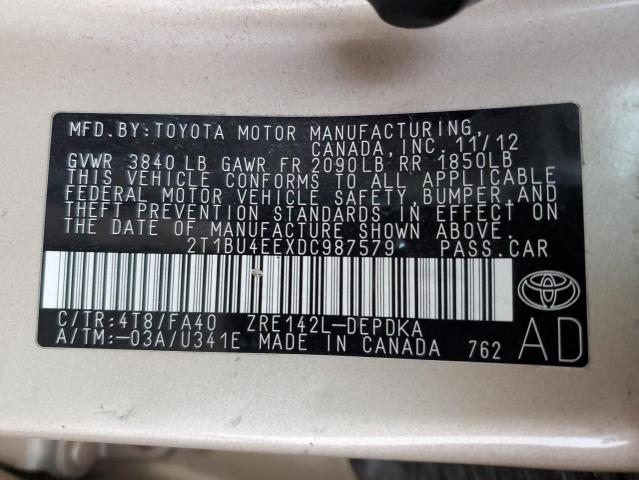 MFD.BY:TOYOTA MOTOR MANUFACTURING,
CANADA,INC.11/12
GVWR 3840LB GAWR FR 2090LB RR 1850LB
THIS VEHICLE CONFORMS TO ALL APPLICABLE
FEDERAL MOTOR VEHICLE SAFETY,BUMPER,AND
THEFT PREVENTION STANDARDS IN EFFECT ON
THE DATE OF MANUFACTURE SHOWN ABOVE.
2T1BU4EEXDC987579 PASS.CAR
C/TR:4T8/FA40 ZRE142L-DEPDKA
A/TM:-03A/U341E MADE IN CANADA 762
AD